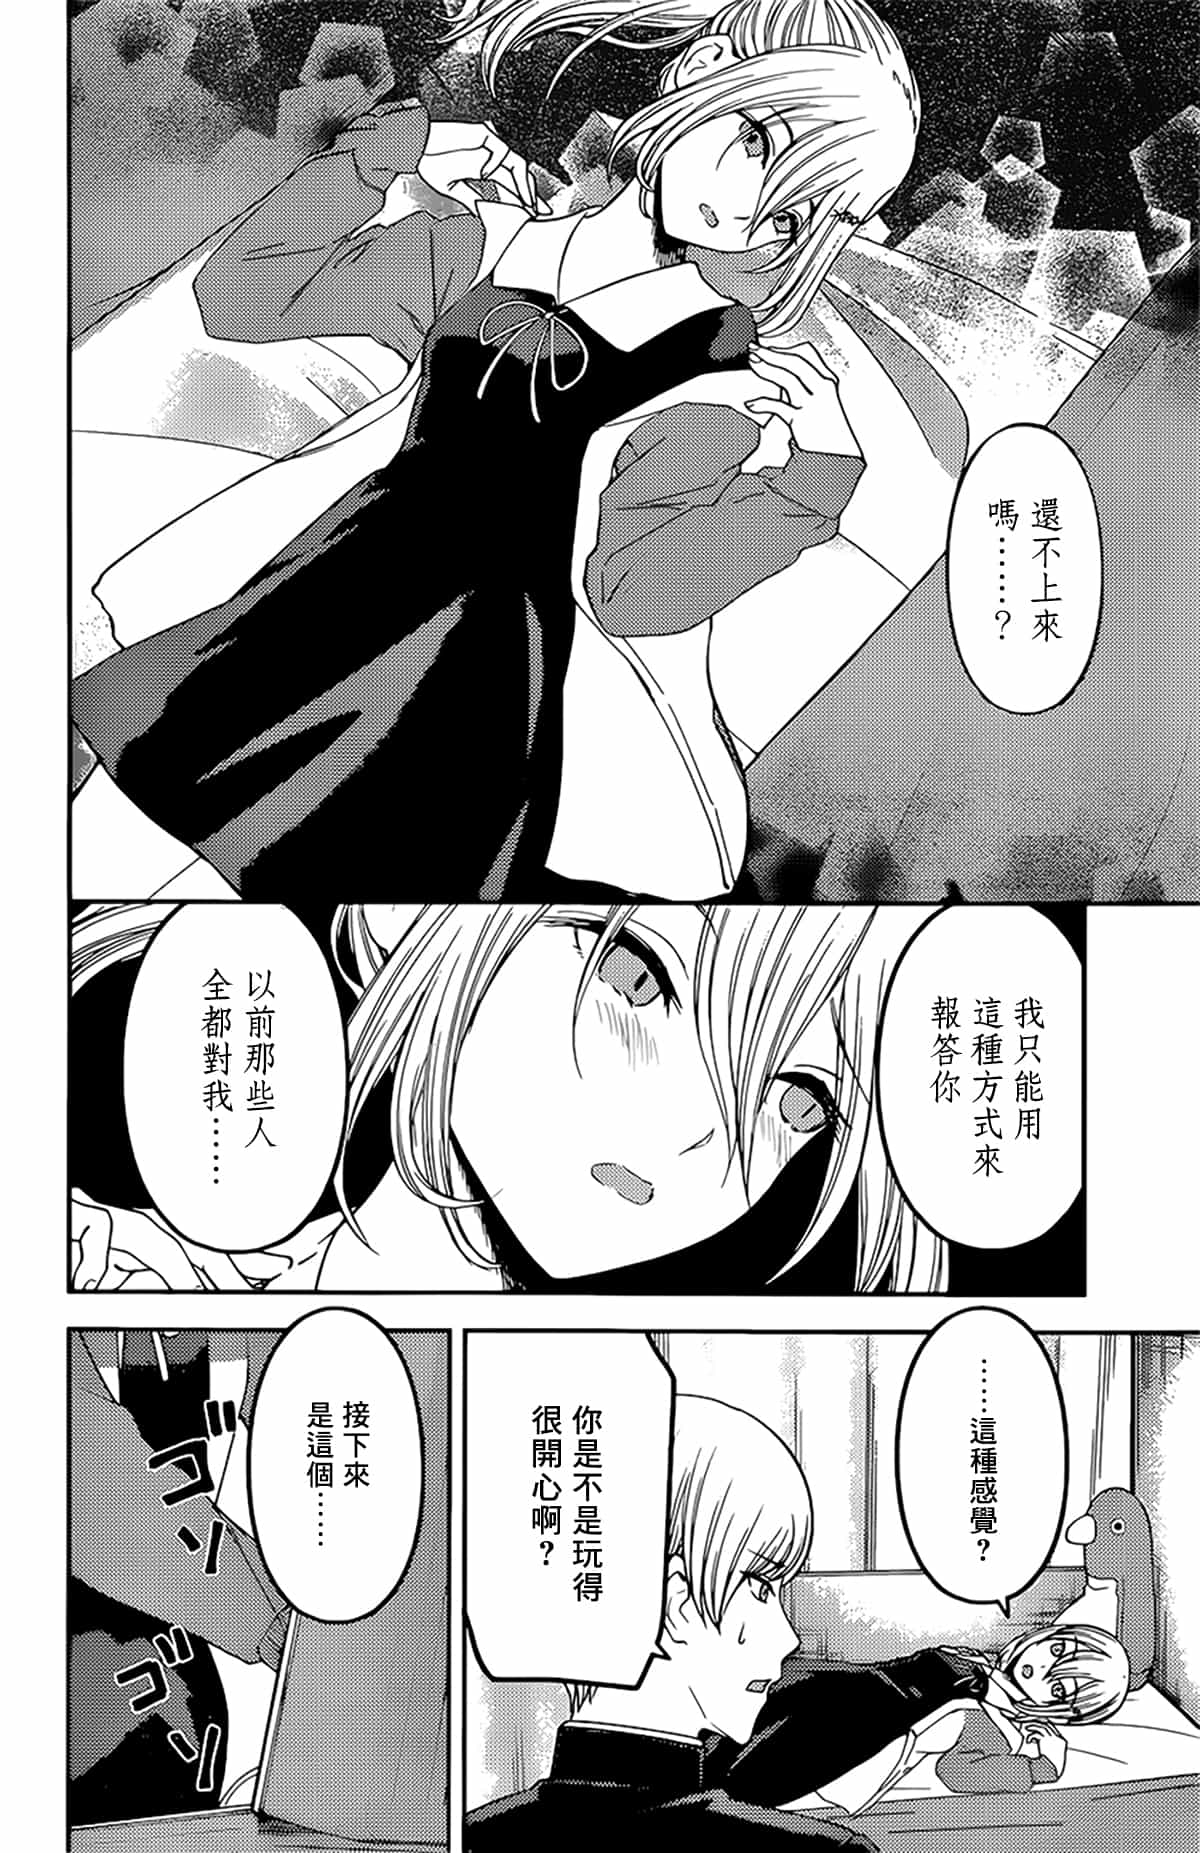 還不上來
嗎……?
我只能用
這種方式來
報答你
以前那些人
全都對我……
……這種感覺?
你是不是玩得
很開心啊?
接下來
是這個……
ゴソ
ゴソ